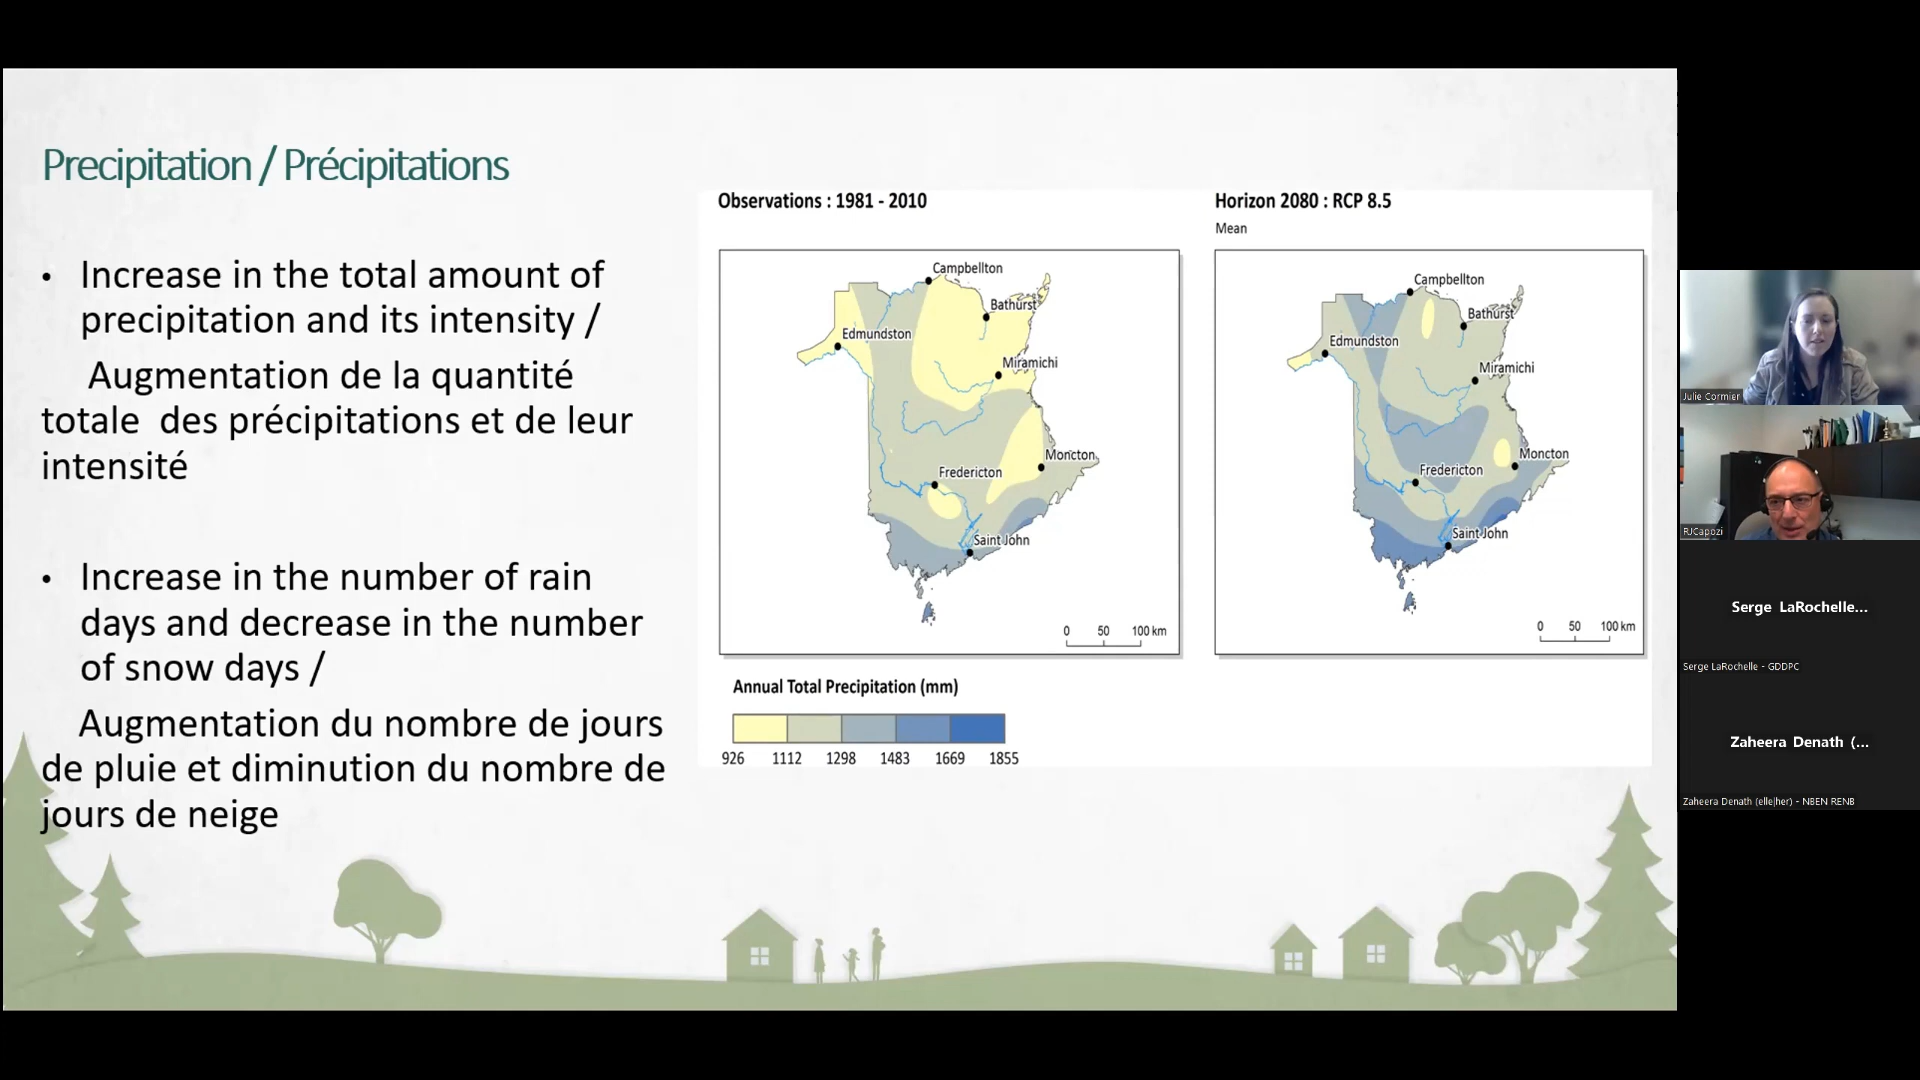 Precipitation / Précipitations
• Increase in the total amount of
precipitation and its intensity /
Augmentation de la quantité
totale des précipitations et de leur
intensité
• Increase in the number of rain
days and decrease in the number
of snow days /
Augmentation du nombre de jours
de pluie et diminution du nombre de
jours de neige
Observations : 1981 - 2010
Campbellton
Bathurst
Edmundston
Miramichi
Moncton
Fredericton
Saint John
0 50 100 km
Horizon 2080 : RCP 8.5
Mean
Campbellton
Bathurst
Edmundston
Miramichi
Moncton
Fredericton
Saint John
0 50 100 km
Annual Total Precipitation (mm)
926 1112 1298 1483 1669 1855
Julie Cormier
RJCapozi
Serge LaRochelle...
Serge LaRochelle - GDDPC
Zaheera Denath (...
Zaheera Denath (elle|her) - NBEN RENB